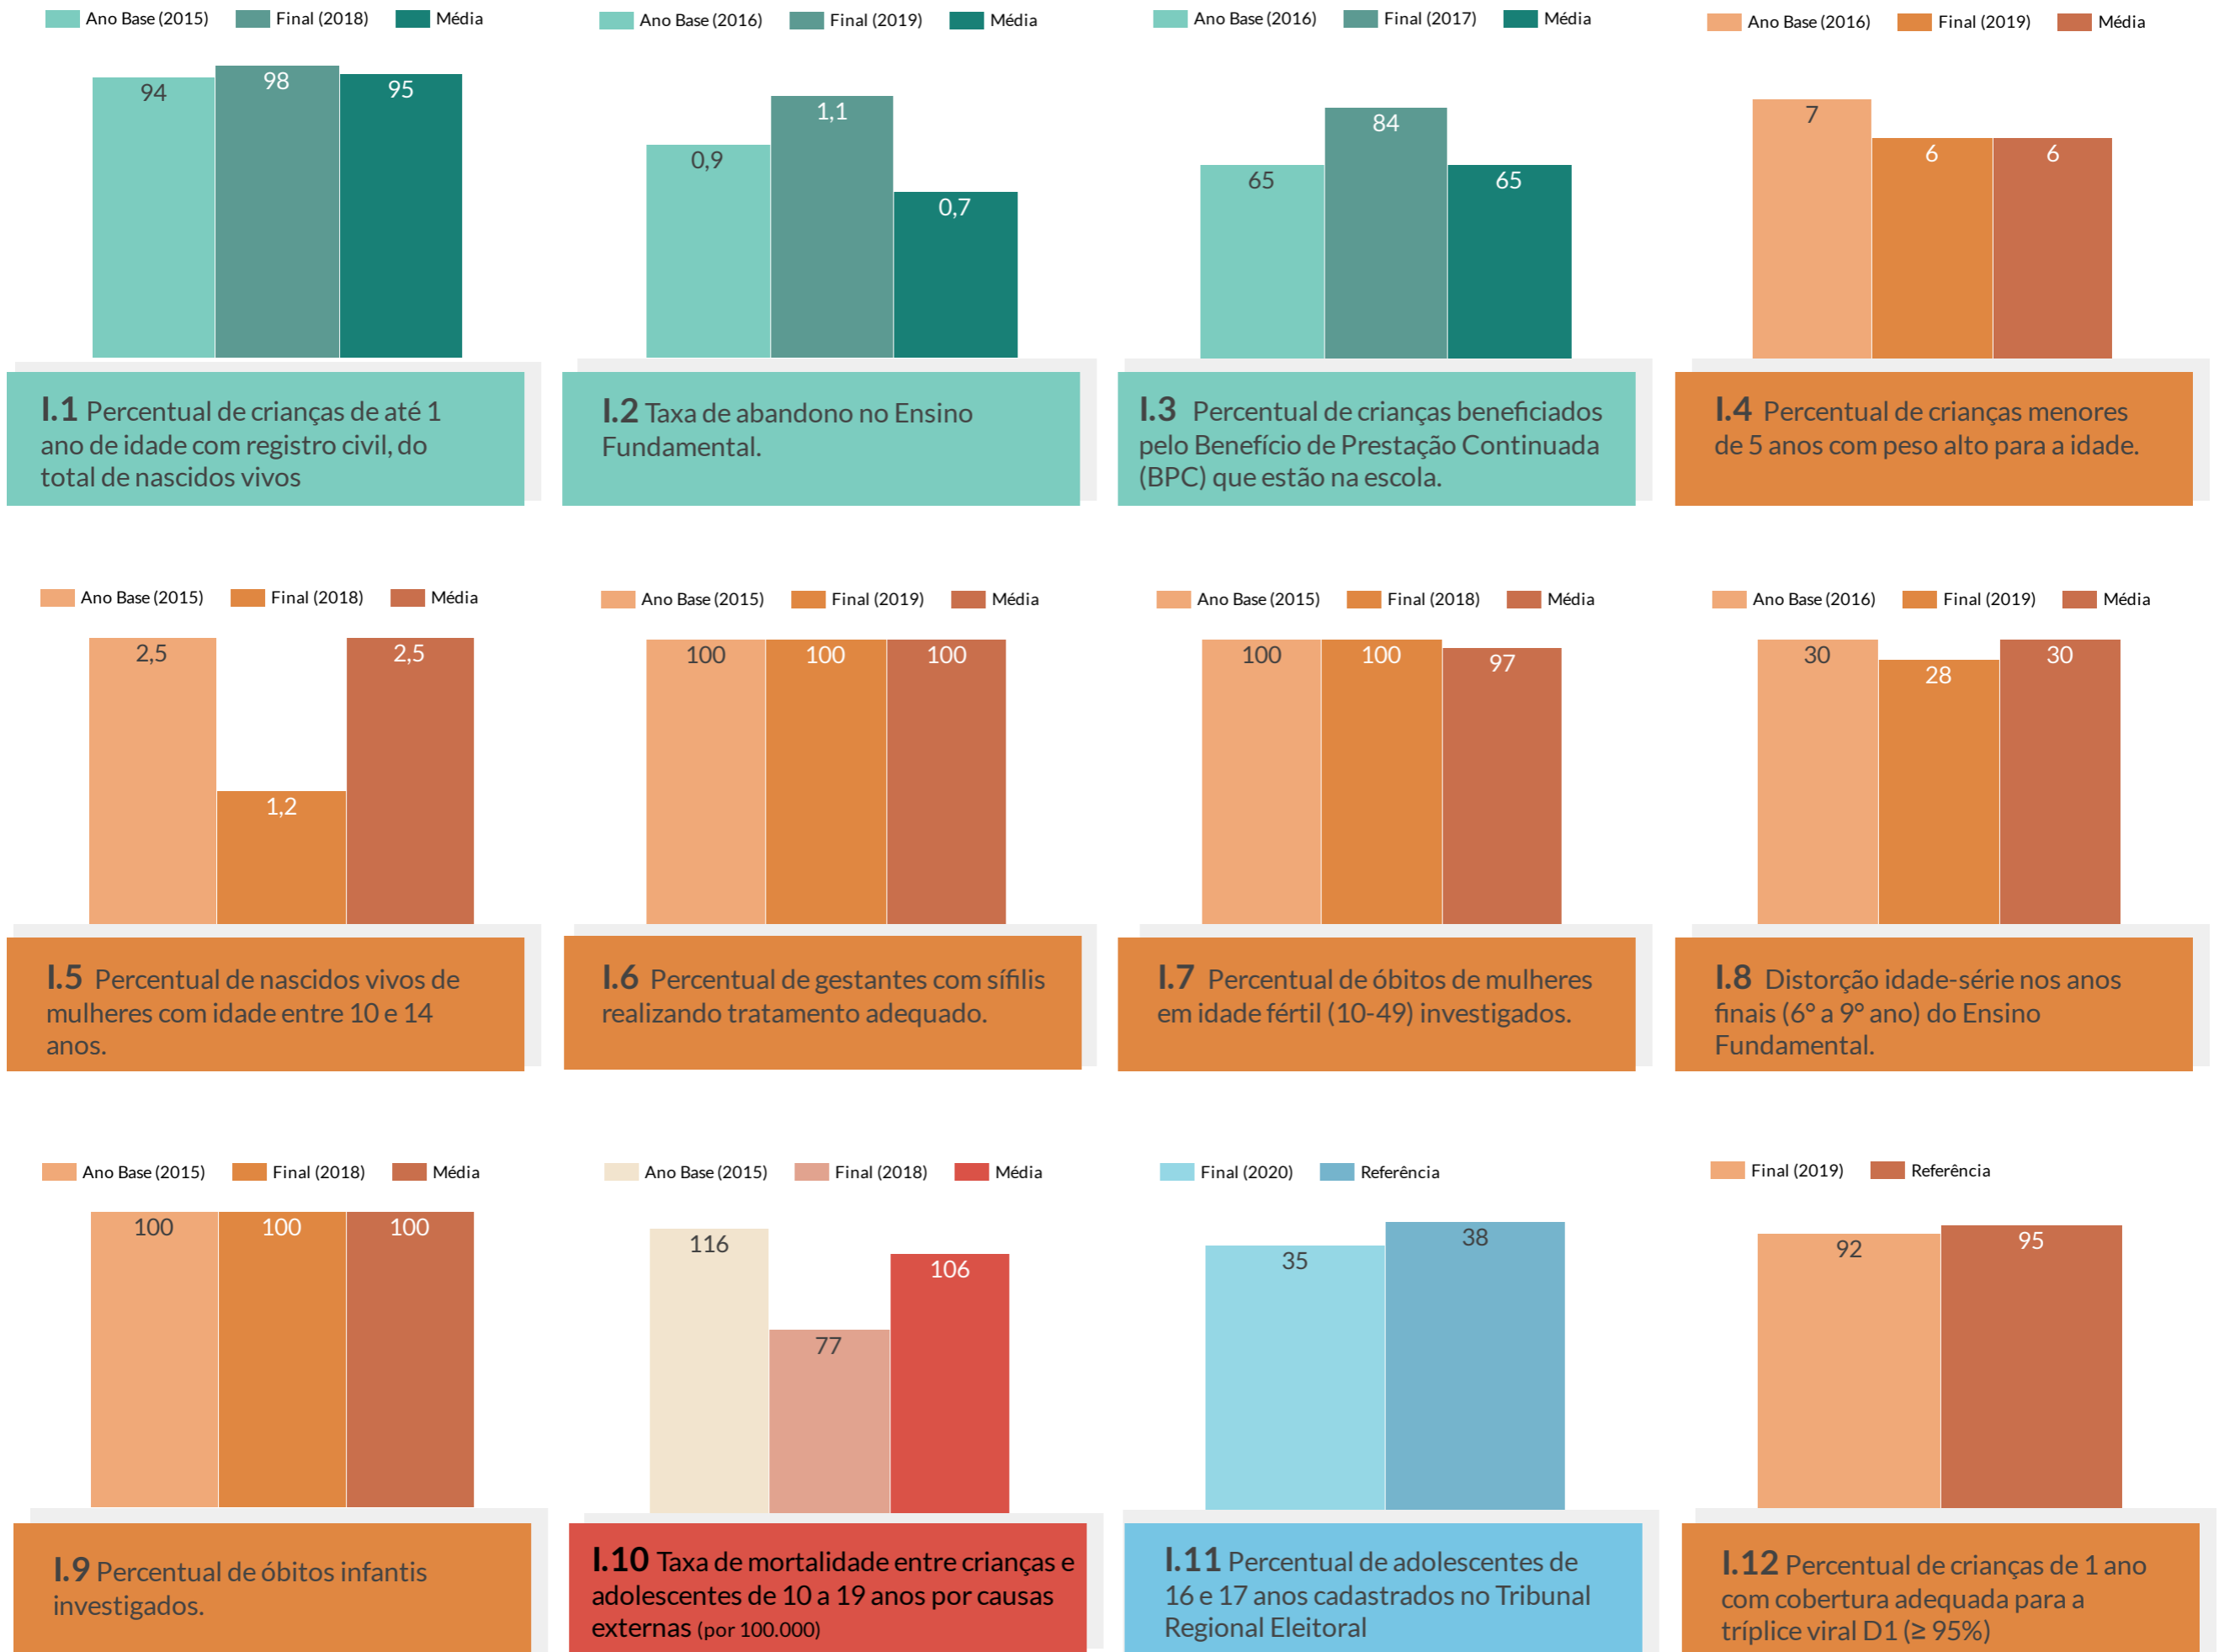 Ano Base (2015) Final (2018) Média
94 98 95
I.1 Percentual de crianças de até 1
ano de idade com registro civil, do
total de nascidos vivos
Ano Base (2016) Final (2019) Média
0,9 1,1 0,7
I.2 Taxa de abandono no Ensino
Fundamental.
Ano Base (2016) Final (2017) Média
65 84 65
I.3 Percentual de crianças beneficiados
pelo Benefício de Prestação Continuada
(BPC) que estão na escola.
Ano Base (2016) Final (2019) Média
7 6 6
I.4 Percentual de crianças menores
de 5 anos com peso alto para a idade.
Ano Base (2015) Final (2018) Média
2,5 1,2 2,5
I.5 Percentual de nascidos vivos de
mulheres com idade entre 10 e 14
anos.
Ano Base (2015) Final (2019) Média
100 100 100
I.6 Percentual de gestantes com sífilis
realizando tratamento adequado.
Ano Base (2015) Final (2018) Média
100 100 97
I.7 Percentual de óbitos de mulheres
em idade fértil (10-49) investigados.
Ano Base (2016) Final (2019) Média
30 28 30
I.8 Distorção idade-série nos anos
finais (6° a 9° ano) do Ensino
Fundamental.
Ano Base (2015) Final (2018) Média
100 100 100
I.9 Percentual de óbitos infantis
investigados.
Ano Base (2015) Final (2018) Média
116 77 106
I.10 Taxa de mortalidade entre crianças e
adolescentes de 10 a 19 anos por causas
externas (por 100.000)
Final (2020) Referência
35 38
I.11 Percentual de adolescentes de
16 e 17 anos cadastrados no Tribunal
Regional Eleitoral
Final (2019) Referência
92 95
I.12 Percentual de crianças de 1 ano
com cobertura adequada para a
tríplice viral D1 (≥ 95%)